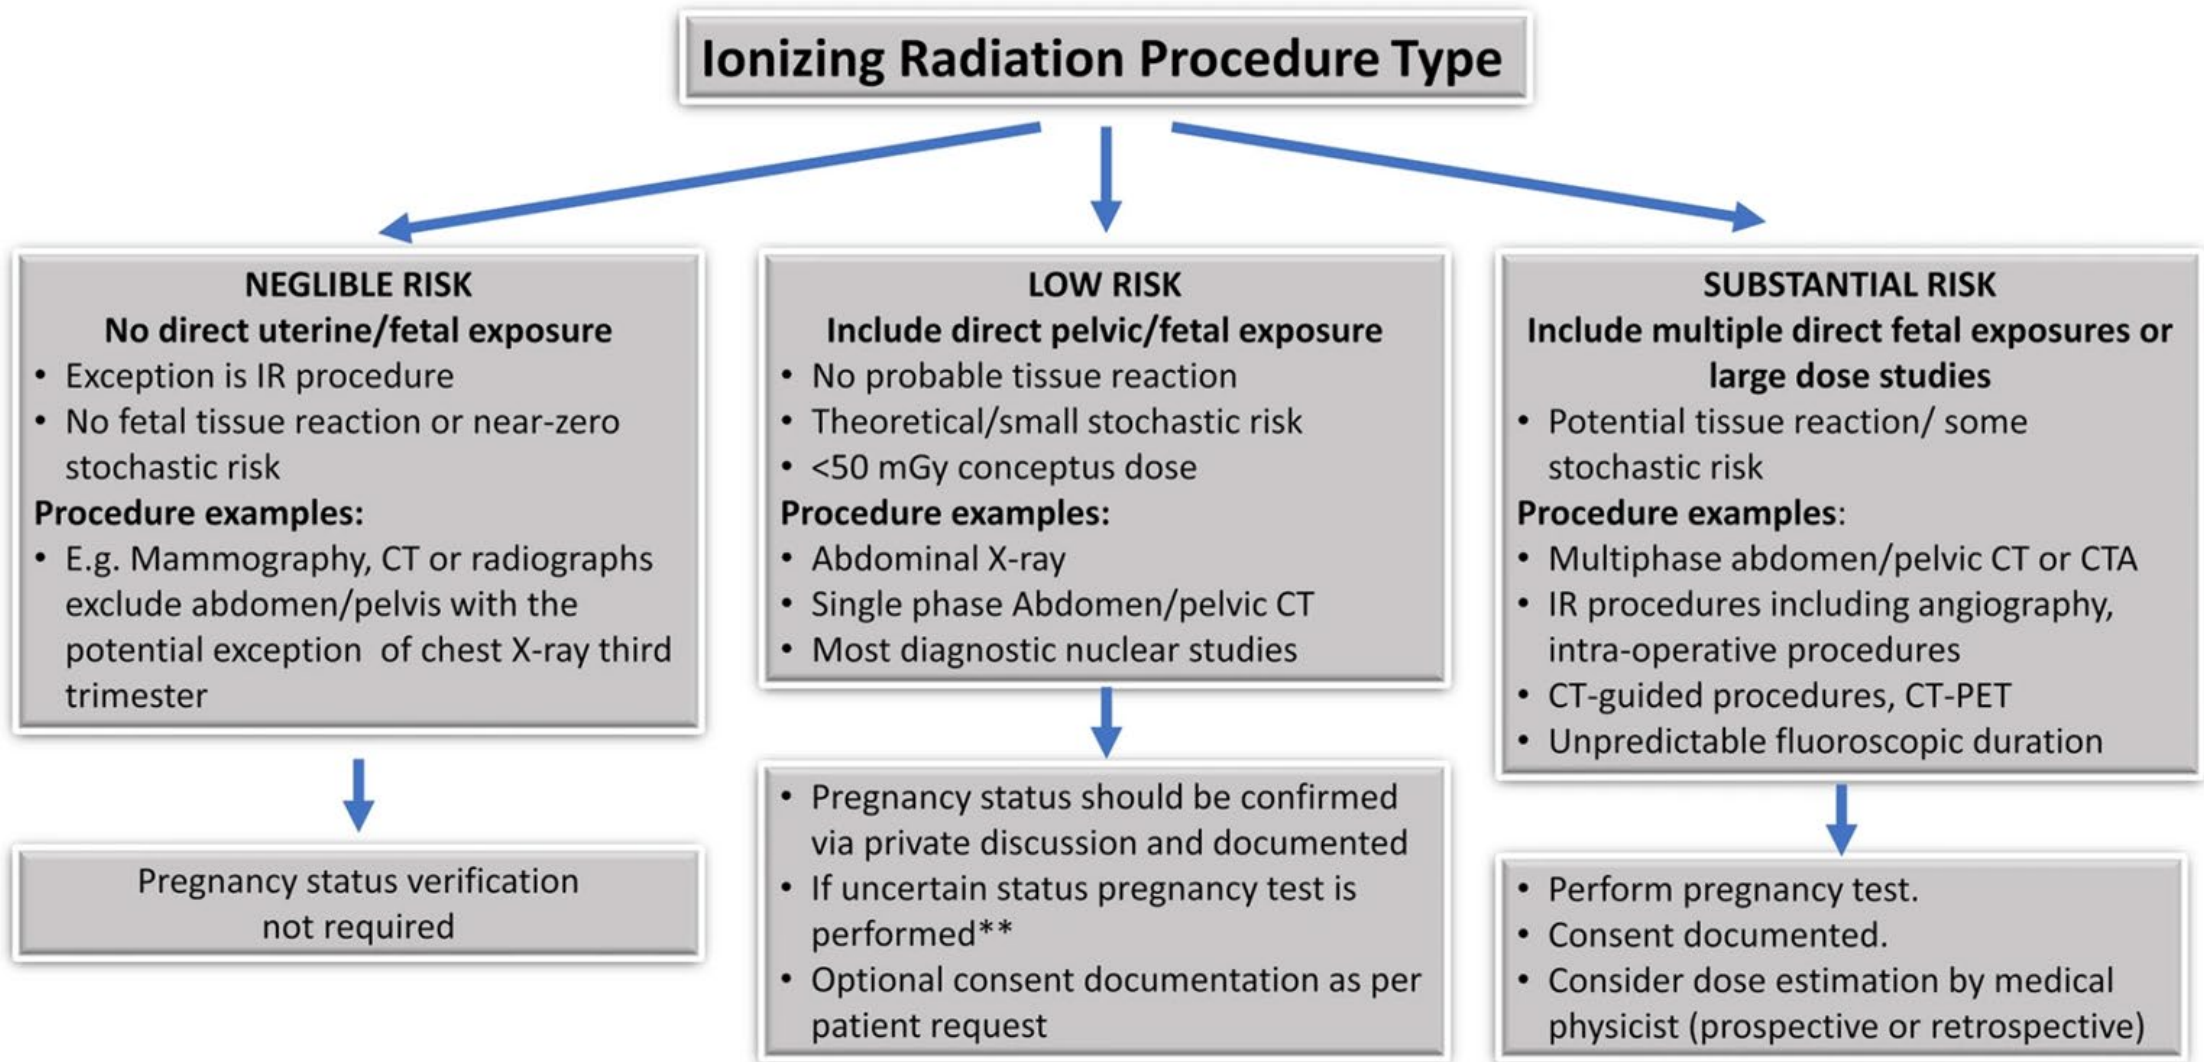 Ionizing Radiation Procedure Type
NEGLIBLE RISK
No direct uterine/fetal exposure
• Exception is IR procedure
• No fetal tissue reaction or near-zero
stochastic risk
Procedure examples:
• E.g. Mammography, CT or radiographs
exclude abdomen/pelvis with the
potential exception of chest X-ray third
trimester
Pregnancy status verification
not required
LOW RISK
Include direct pelvic/fetal exposure
• No probable tissue reaction
• Theoretical/small stochastic risk
• <50 mGy conceptus dose
Procedure examples:
• Abdominal X-ray
• Single phase Abdomen/pelvic CT
• Most diagnostic nuclear studies
• Pregnancy status should be confirmed
via private discussion and documented
• If uncertain status pregnancy test is
performed**
• Optional consent documentation as per
patient request
SUBSTANTIAL RISK
Include multiple direct fetal exposures or
large dose studies
• Potential tissue reaction/ some
stochastic risk
Procedure examples:
• Multiphase abdomen/pelvic CT or CTA
• IR procedures including angiography,
intra-operative procedures
• CT-guided procedures, CT-PET
• Unpredictable fluoroscopic duration
• Perform pregnancy test.
• Consent documented.
• Consider dose estimation by medical
physicist (prospective or retrospective)